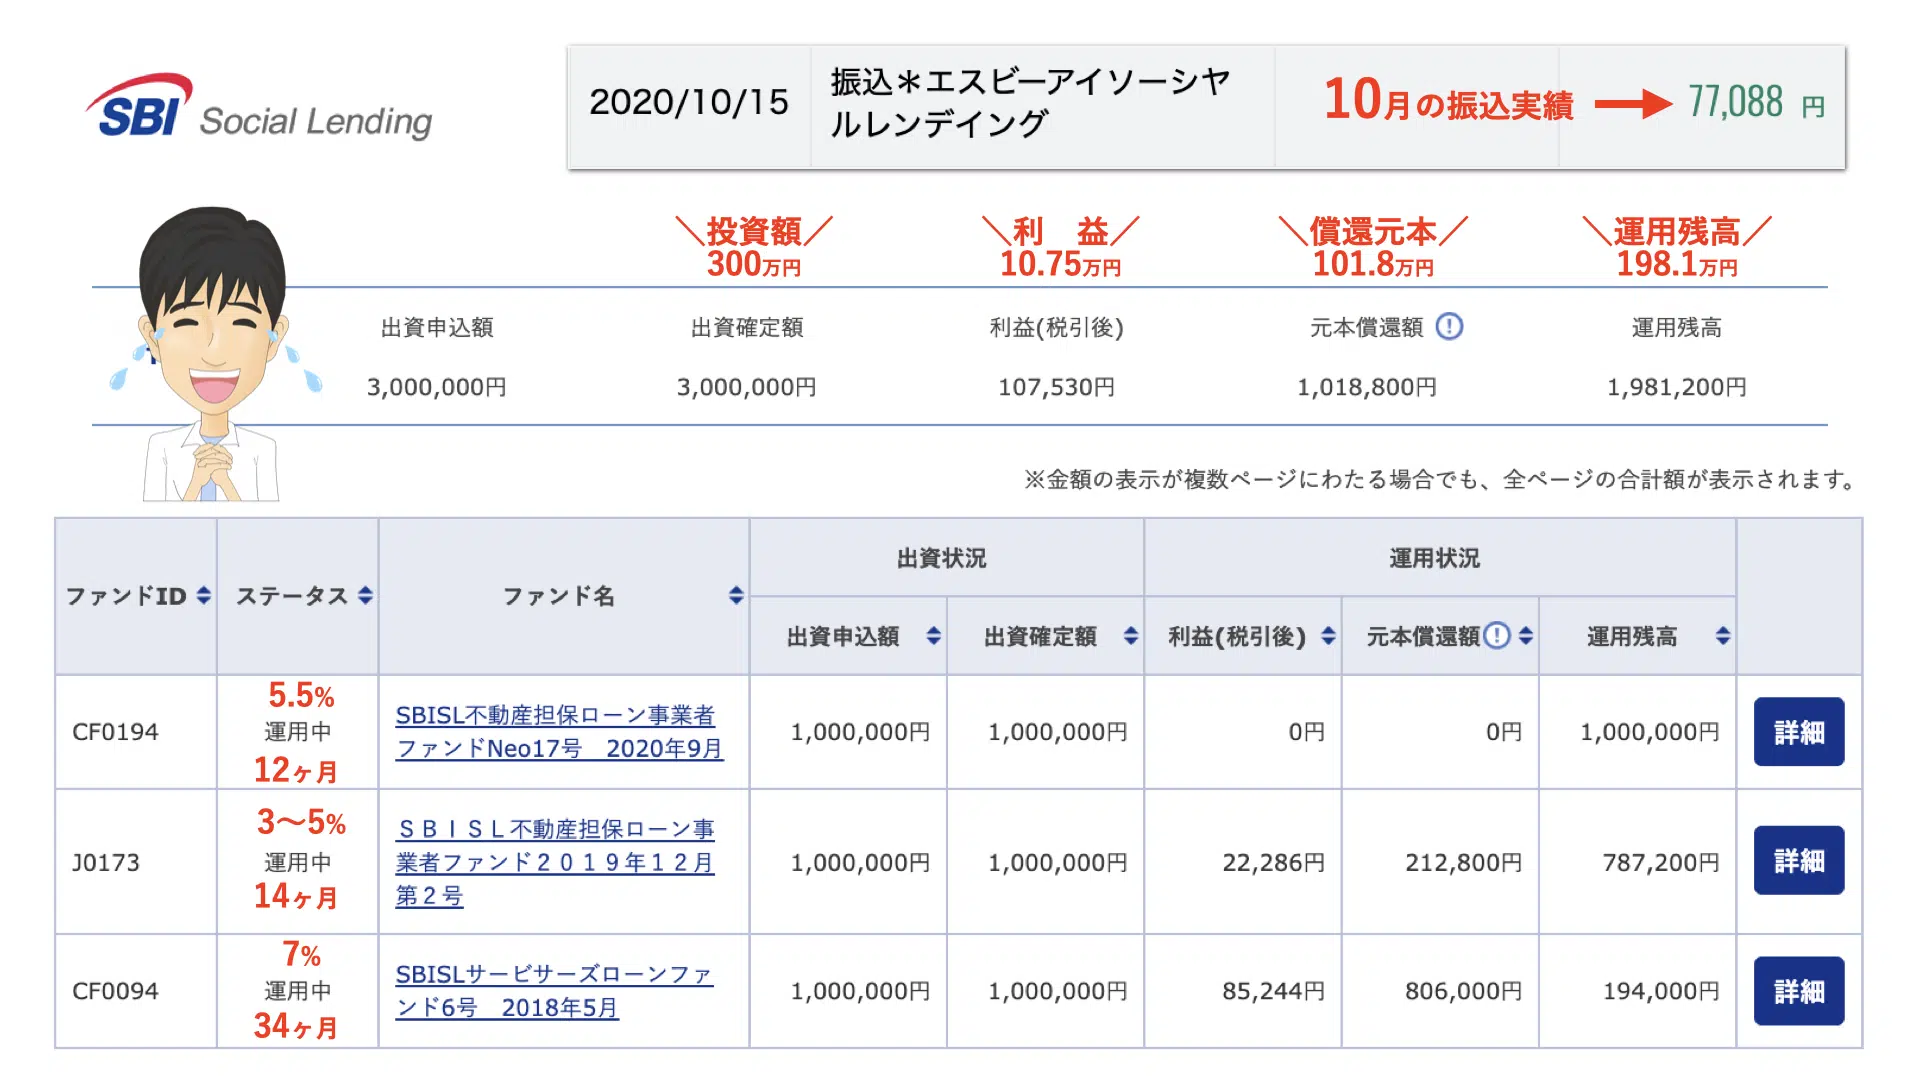 SBI Social Lending
2020/10/15
振込＊エスビーアイソーシヤ
ルレンデイング
10月の振込実績
77,088 円
＼投資額／
300万円
＼利　益／
10.75万円
＼償還元本／
101.8万円
＼運用残高／
198.1万円
出資申込額
出資確定額
利益(税引後)
元本償還額 !
運用残高
3,000,000円
3,000,000円
107,530円
1,018,800円
1,981,200円
※金額の表示が複数ページにわたる場合でも、全ページの合計額が表示されます。
ファンドID
ステータス
ファンド名
出資状況
運用状況
出資申込額
出資確定額
利益(税引後)
元本償還額 !
運用残高
CF0194
5.5%
運用中
12ヶ月
SBISL不動産担保ローン事業者
ファンドNeo17号　2020年9月
1,000,000円
1,000,000円
0円
0円
1,000,000円
詳細
J0173
3〜5%
運用中
14ヶ月
ＳＢＩＳＬ不動産担保ローン事
業者ファンド２０１９年１２月
第２号
1,000,000円
1,000,000円
22,286円
212,800円
787,200円
詳細
CF0094
7%
運用中
34ヶ月
SBISLサービサーズローンファ
ンド6号　2018年5月
1,000,000円
1,000,000円
85,244円
806,000円
194,000円
詳細